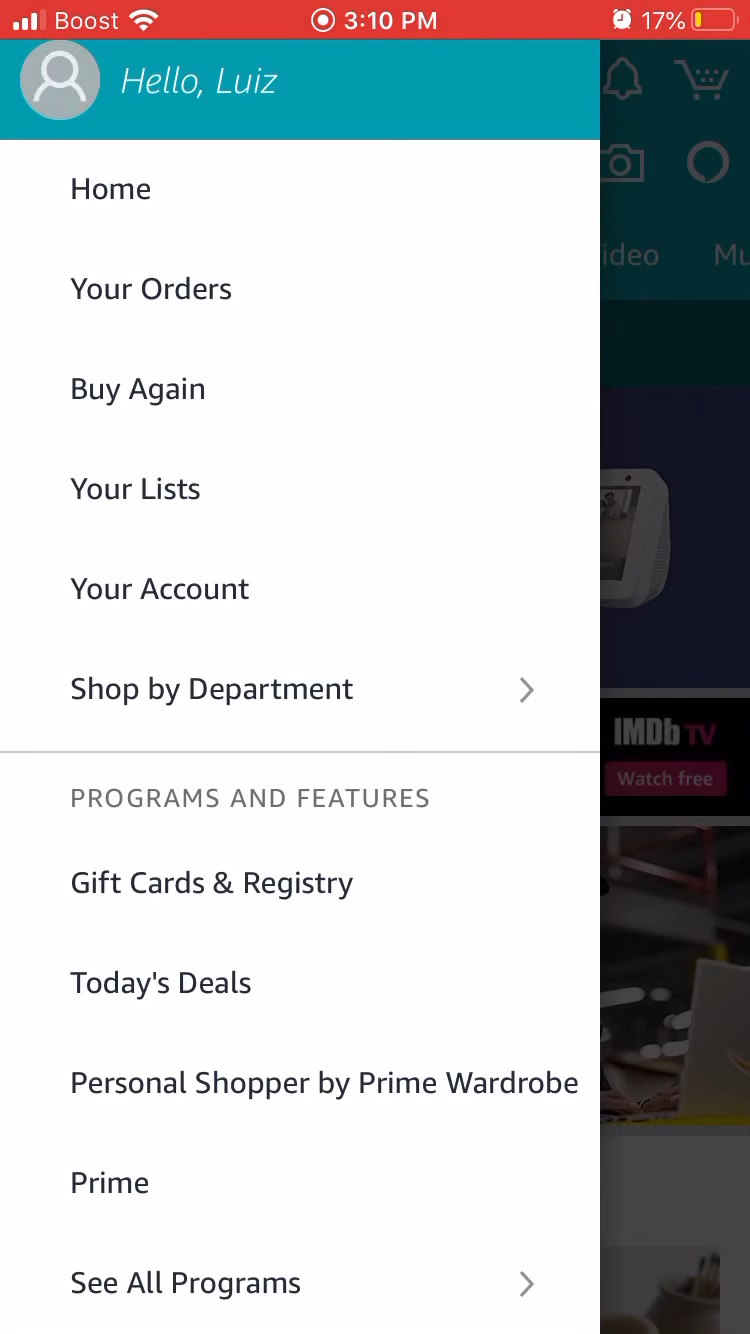 Boost 3:10 PM 17%
Hello, Luiz
Home
ideo Mu
Your Orders
Buy Again
Your Lists
Your Account
Shop by Department
IMDb TV
Watch free
PROGRAMS AND FEATURES
Gift Cards & Registry
Today's Deals
Personal Shopper by Prime Wardrobe
Prime
See All Programs